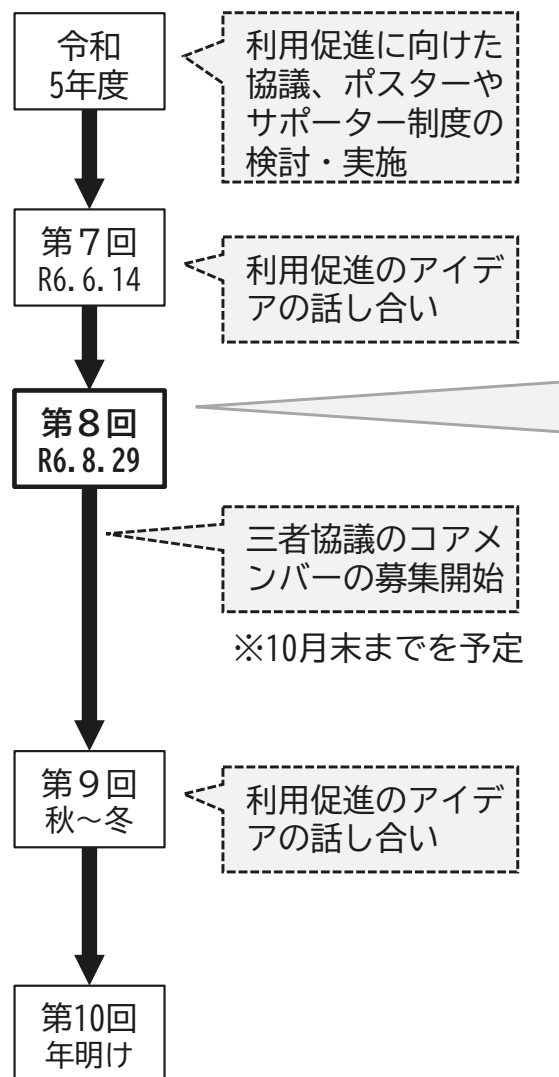 令和
5年度
利用促進に向けた
協議、ポスターや
サポーター制度の
検討・実施
第７回
R6.6.14
利用促進のアイデ
アの話し合い
第８回
R6.8.29
三者協議のコアメ
ンバーの募集開始
※10月末までを予定
第９回
秋～冬
利用促進のアイデ
アの話し合い
第10回
年明け